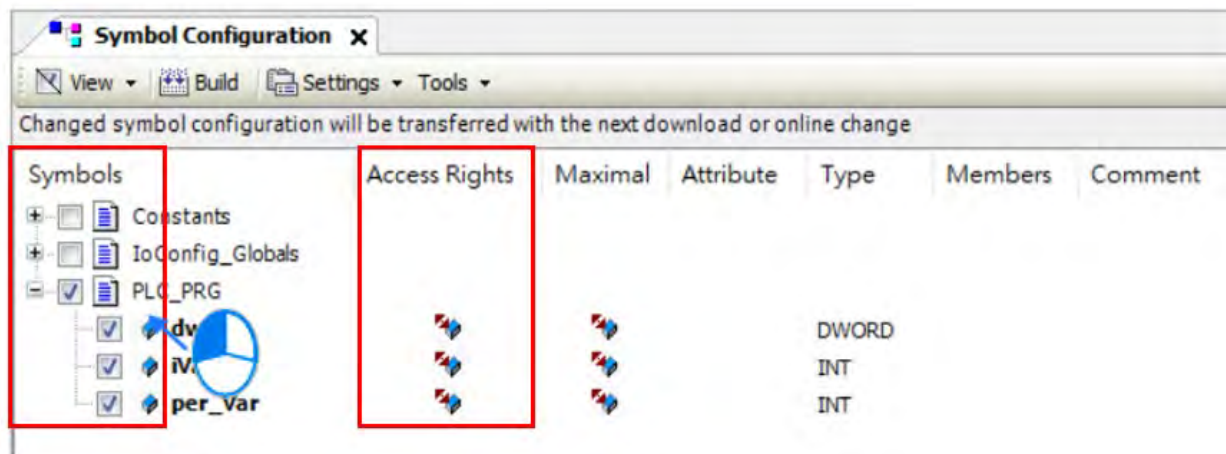 Symbol Configuration X
View Build Settings Tools
Changed symbol configuration will be transferred with the next download or online change
Symbols Access Rights Maximal Attribute Type Members Comment
Constants
IoConfig_Globals
PLC_PRG
DWORD
INT
per_Var INT